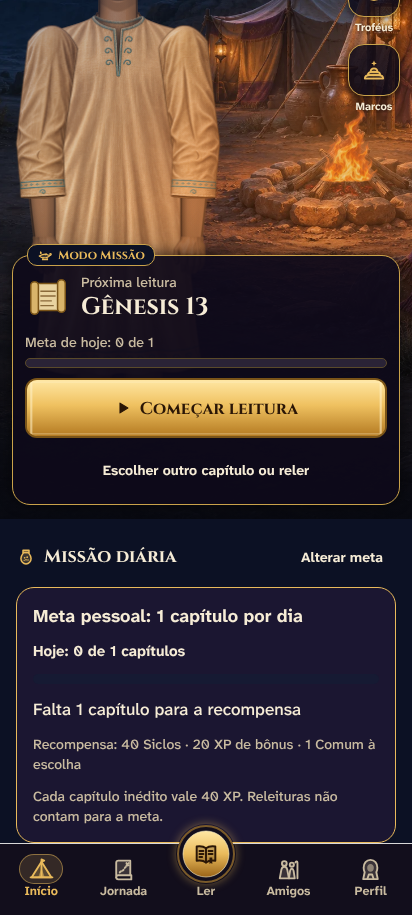 Troféus
Marcos
Modo Missão
Próxima leitura
Gênesis 13
Meta de hoje: 0 de 1
Começar leitura
Escolher outro capítulo ou reler
Missão diária
Alterar meta
Meta pessoal: 1 capítulo por dia
Hoje: 0 de 1 capítulos
Falta 1 capítulo para a recompensa
Recompensa: 40 Siclos · 20 XP de bônus · 1 Comum à
escolha
Cada capítulo inédito vale 40 XP. Releituras não
contam para a meta.
Início
Jornada
Ler
Amigos
Perfil